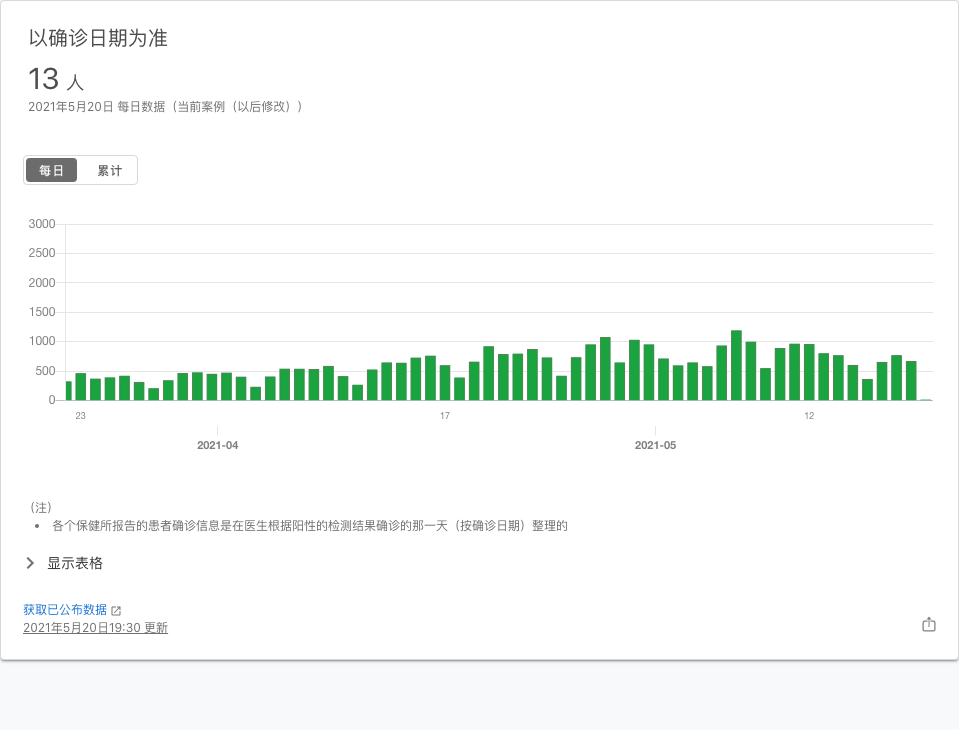 以确诊日期为准
13 人
2021年5月20日 每日数据（当前案例（以后修改））
每日 累计
3000
2500
2000
1500
1000
500
0
23 17 12
2021-04 2021-05
（注）
• 各个保健所报告的患者确诊信息是在医生根据阳性的检测结果确诊的那一天（按确诊日期）整理的
显示表格
获取已公布数据
2021年5月20日19:30 更新